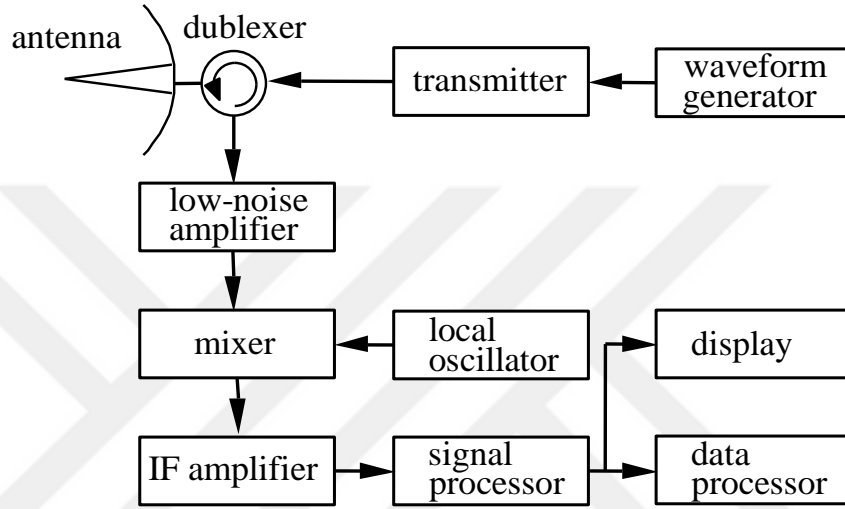 dublexer
antenna
transmitter
waveform
generator
low-noise
amplifier
mixer
local
oscillator
display
IF amplifier
signal
processor
data
processor